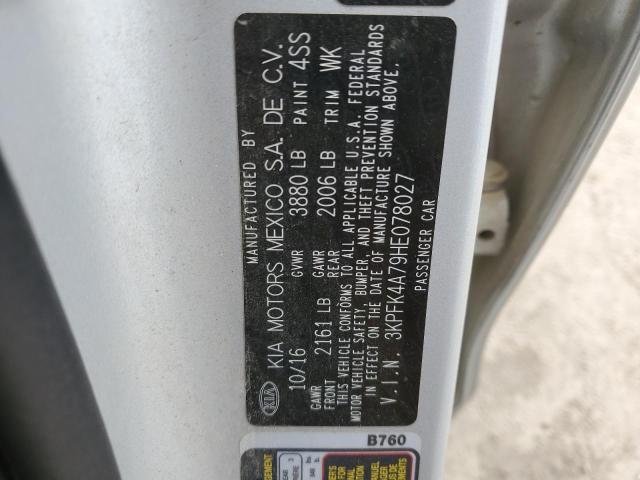 MANUFACTURED BY
KIA KIA MOTORS MEXICO S.A. DE C.V.
10/16 GVWR 3880 LB PAINT 4SS
GAWR FRONT 2161 LB GAWR REAR 2006 LB TRIM WK
THIS VEHICLE CONFORMS TO ALL APPLICABLE U.S.A. FEDERAL
MOTOR VEHICLE SAFETY, BUMPER, AND THEFT PREVENTION STANDARDS
IN EFFECT ON THE DATE OF MANUFACTURE SHOWN ABOVE.
V.I.N. 3KPFK4A79HE078027
PASSENGER CAR
B760